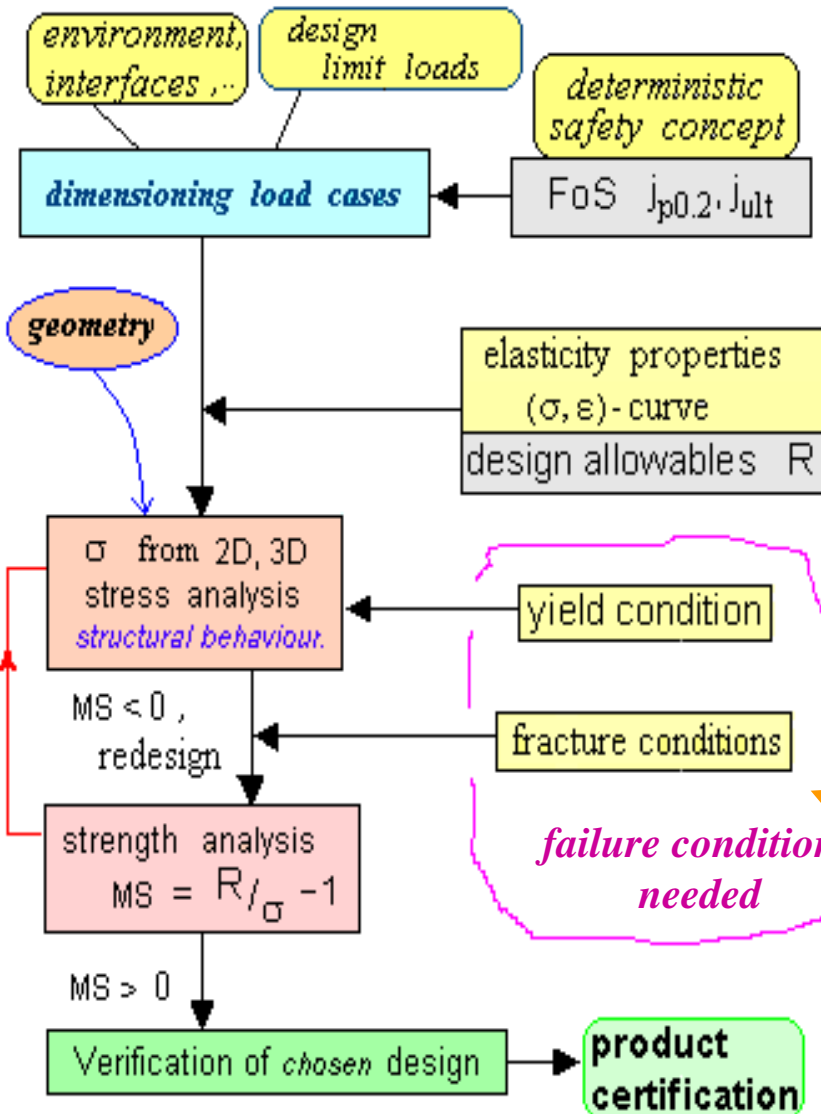 environment,
interfaces ,..
design
limit loads
deterministic
safety concept
dimensioning load cases
FoS jp0.2, jult
geometry
elasticity properties
(σ, ε) - curve
design allowables R
σ from 2D, 3D
stress analysis
structural behaviour.
yield condition
MS < 0 ,
redesign
fracture conditions
strength analysis
MS = R/σ -1
failure condition
needed
MS > 0
Verification of chosen design
product
certification